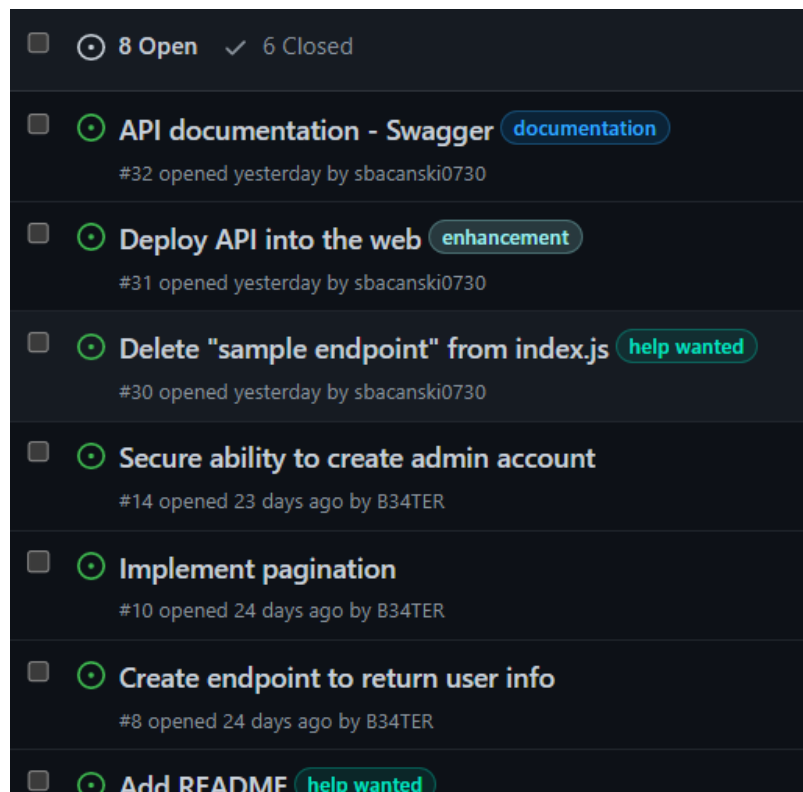 8 Open 6 Closed
API documentation - Swagger documentation
#32 opened yesterday by sbacanski0730
Deploy API into the web enhancement
#31 opened yesterday by sbacanski0730
Delete "sample endpoint" from index.js help wanted
#30 opened yesterday by sbacanski0730
Secure ability to create admin account
#14 opened 23 days ago by B34TER
Implement pagination
#10 opened 24 days ago by B34TER
Create endpoint to return user info
#8 opened 24 days ago by B34TER
Add README help wanted